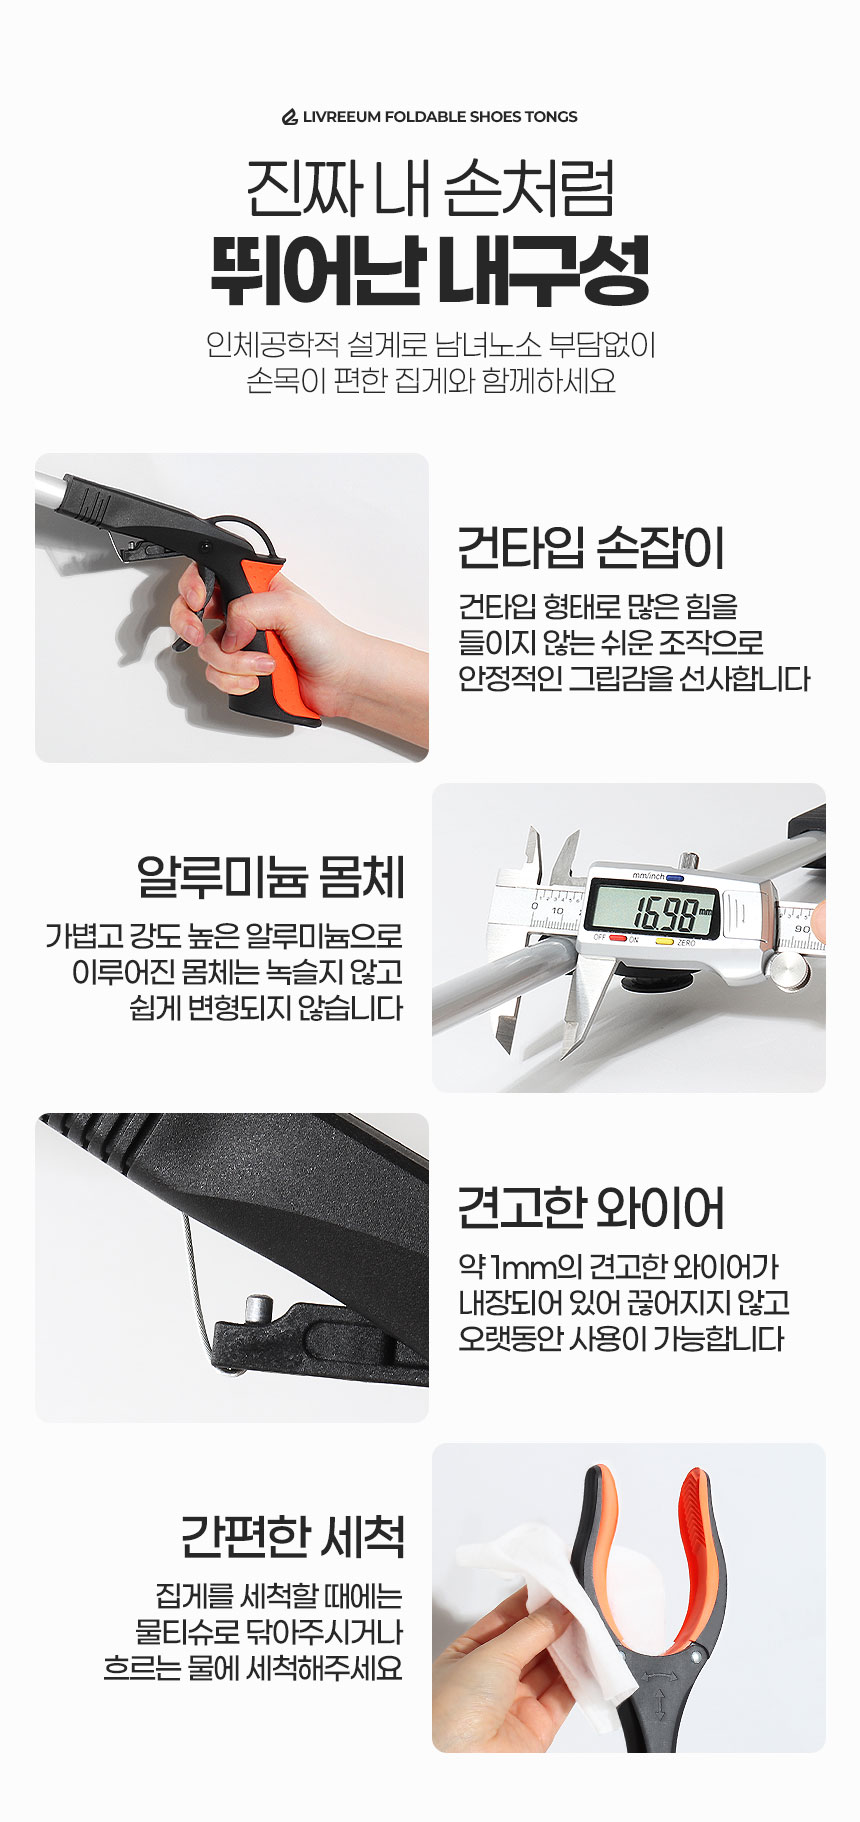 LIVREEUM FOLDABLE SHOES TONGS
진짜 내 손처럼
뛰어난 내구성
인체공학적 설계로 남녀노소 부담없이
손목이 편한 집게와 함께하세요
건타입 손잡이
건타입 형태로 많은 힘을
들이지 않는 쉬운 조작으로
안정적인 그립감을 선사합니다
알루미늄 몸체
가볍고 강도 높은 알루미늄으로
이루어진 몸체는 녹슬지 않고
쉽게 변형되지 않습니다
mm/inch
0 10
16.98 mm
90
OFF ON ZERO
견고한 와이어
약 1mm의 견고한 와이어가
내장되어 있어 끊어지지 않고
오랫동안 사용이 가능합니다
간편한 세척
집게를 세척할 때에는
물티슈로 닦아주시거나
흐르는 물에 세척해주세요